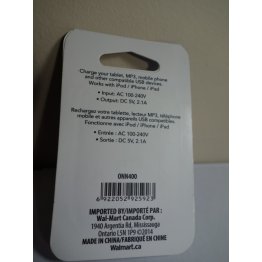 Charge your tablet, MP3, mobile phone
and other compatible USB devices.
Works with iPod / iPhone / iPad
• Input: AC 100-240V
• Output: DC 5V, 2.1A
Rechargez votre tablette, lecteur MP3, téléphone
mobile et autres appareils USB compatibles.
Fonctionne avec iPod / iPhone / iPad
• Entrée : AC 100-240V
• Sortie : DC 5V, 2.1A
ONN400
6 922052 925923
IMPORTED BY/IMPORTÉ PAR :
Wal-Mart Canada Corp.
1940 Argentia Rd, Mississauga
Ontario L5N 1P9 ©2014
MADE IN CHINA/FABRIQUÉ EN CHINE
Walmart.ca